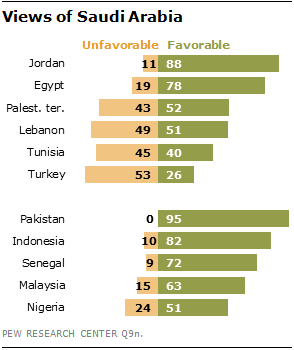 Views of Saudi Arabia
Unfavorable Favorable
Jordan 11 88
Egypt 19 78
Palest. ter. 43 52
Lebanon 49 51
Tunisia 45 40
Turkey 53 26
Pakistan 0 95
Indonesia 10 82
Senegal 9 72
Malaysia 15 63
Nigeria 24 51
PEW RESEARCH CENTER Q9n.